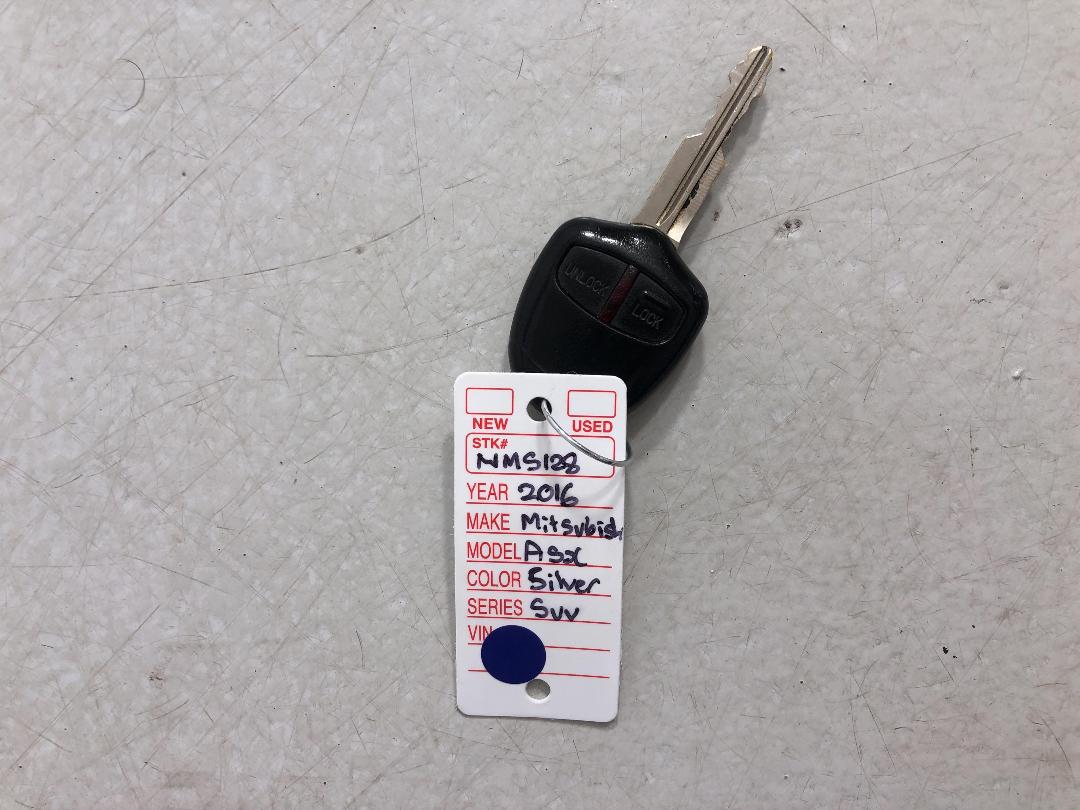 UNLOCK
LOCK
NEW USED
STK#
NMS128
YEAR 2016
MAKE Mitsubishi
MODEL Asx
COLOR Silver
SERIES Suv
VIN